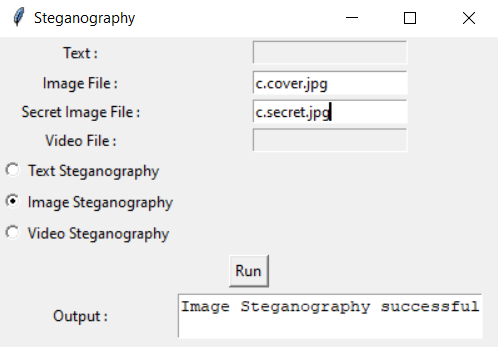 Steganography
Text :
Image File :
c.cover.jpg
Secret Image File :
c.secret.jpg
Video File :
Text Steganography
Image Steganography
Video Steganography
Run
Output :
Image Steganography successful